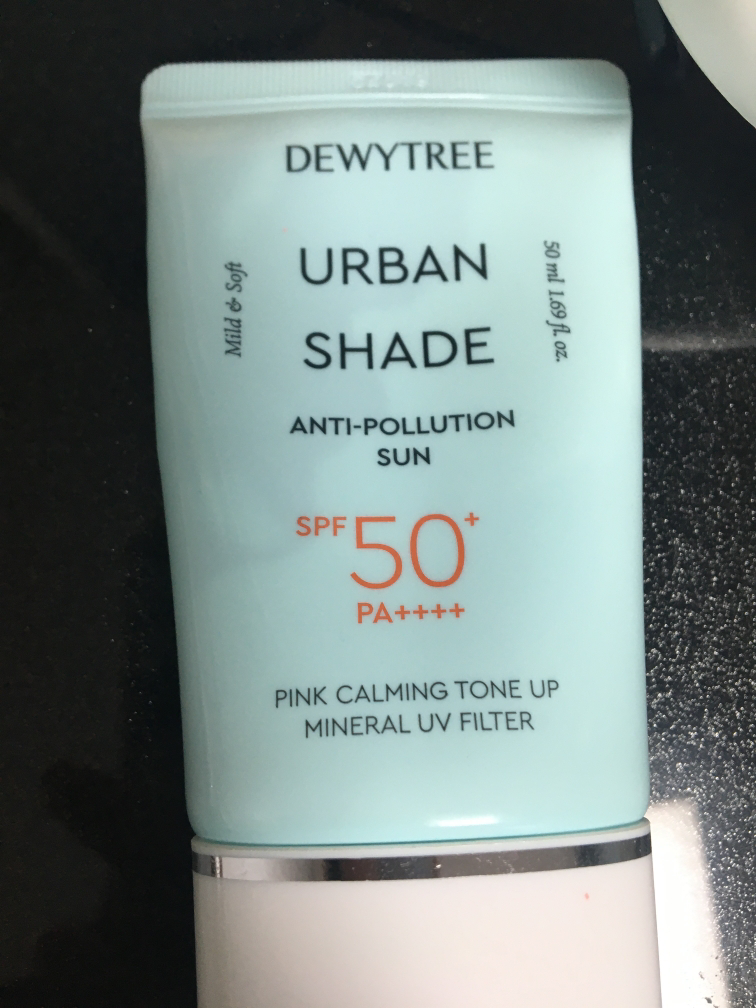 DEWYTREE
URBAN
SHADE
Mild & Soft
50 ml 1.69 fl. oz.
ANTI-POLLUTION
SUN
SPF 50+
PA++++
PINK CALMING TONE UP
MINERAL UV FILTER